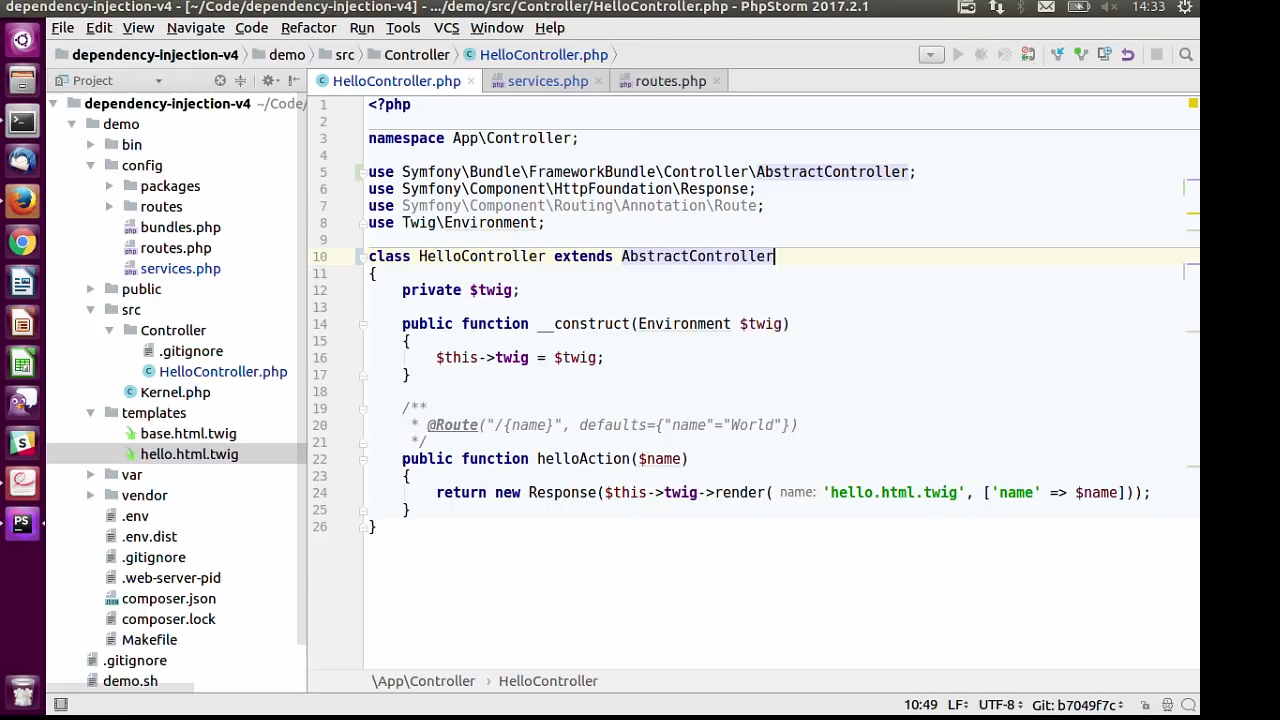 dependency-injection-v4 - [~/Code/dependency-injection-v4] - .../demo/src/Controller/HelloController.php - PhpStorm 2017.2.1
14:33
File Edit View Navigate Code Refactor Run Tools VCS Window Help
dependency-injection-v4 demo src Controller HelloController.php
Project
HelloController.php services.php routes.php
dependency-injection-v4 ~/Code/
demo
bin
config
packages
routes
bundles.php
routes.php
services.php
public
src
Controller
.gitignore
HelloController.php
Kernel.php
templates
base.html.twig
hello.html.twig
var
vendor
.env
.env.dist
.gitignore
.web-server-pid
composer.json
composer.lock
Makefile
.gitignore
demo.sh
1 <?php
2
3 namespace App\Controller;
4
5 use Symfony\Bundle\FrameworkBundle\Controller\AbstractController;
6 use Symfony\Component\HttpFoundation\Response;
7 use Symfony\Component\Routing\Annotation\Route;
8 use Twig\Environment;
9
10 class HelloController extends AbstractController
11 {
12 private $twig;
13
14 public function __construct(Environment $twig)
15 {
16 $this->twig = $twig;
17 }
18
19 /**
20 * @Route("/{name}", defaults={"name"="World"})
21 */
22 public function helloAction($name)
23 {
24 return new Response($this->twig->render( name: 'hello.html.twig', ['name' => $name]));
25 }
26 }
\App\Controller › HelloController
10:49 LF÷ UTF-8÷ Git: b7049f7c÷